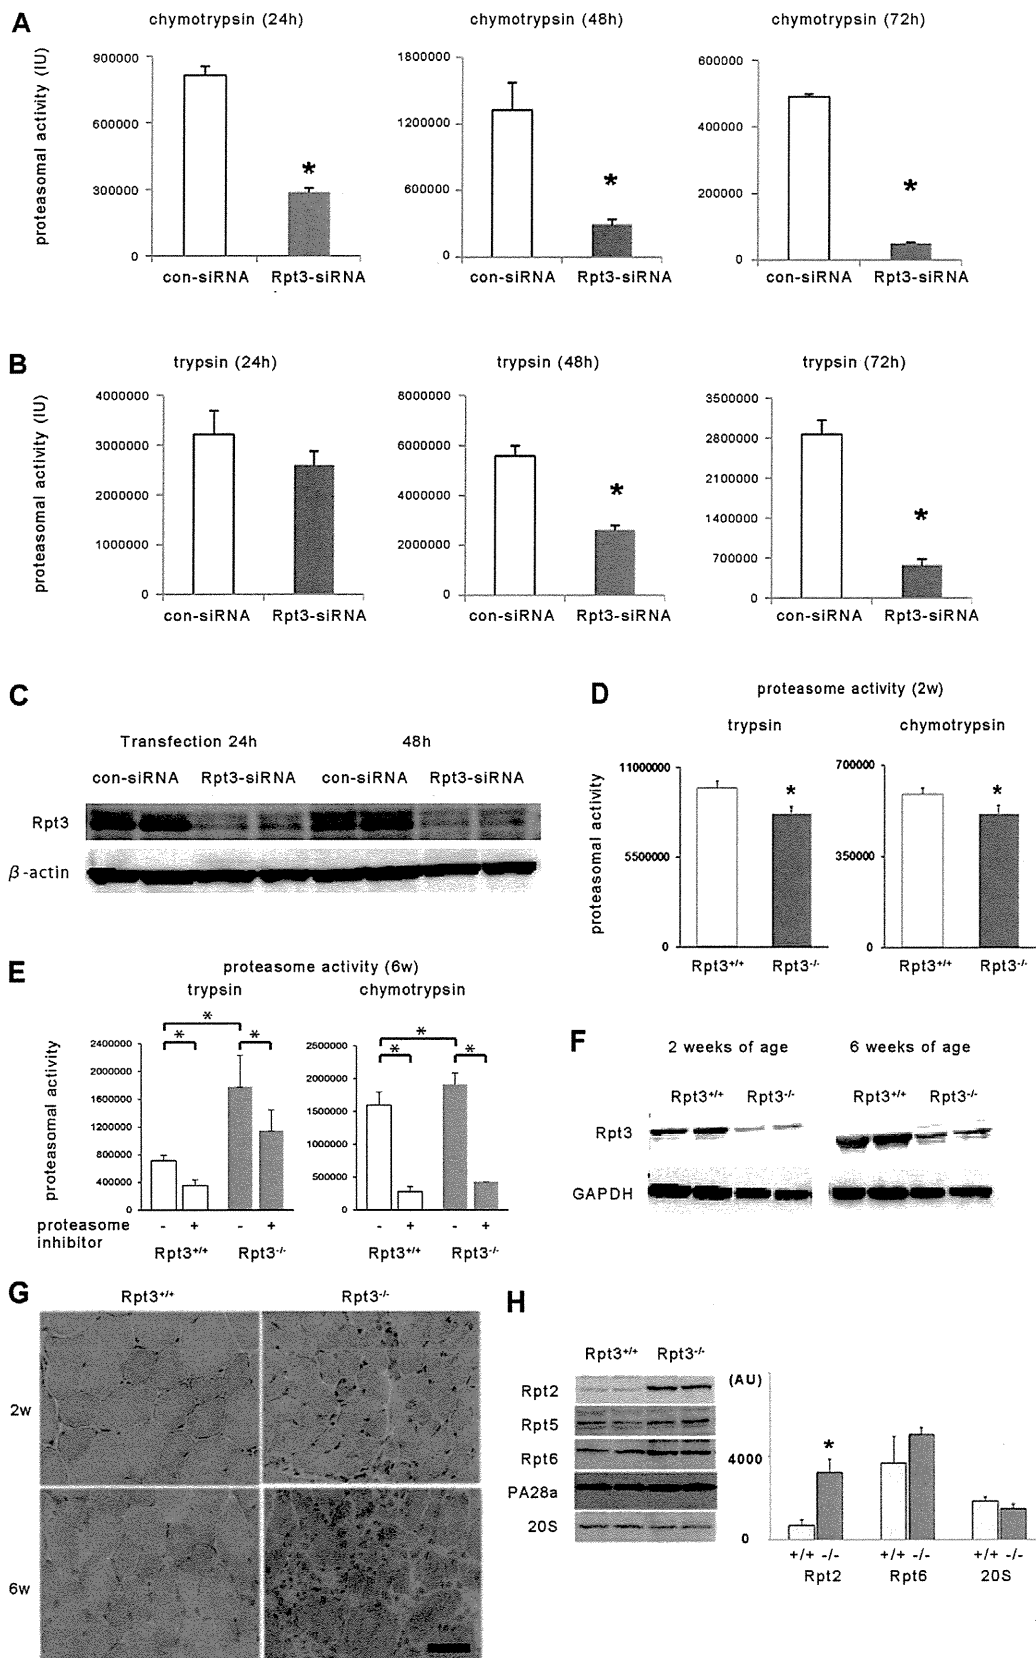 A
chymotrypsin (24h)
chymotrypsin (48h)
chymotrypsin (72h)
proteasomal activity (IU)
900000
600000
300000
0
con-siRNA
Rpt3-siRNA
*
1800000
1200000
600000
0
con-siRNA
Rpt3-siRNA
*
600000
400000
200000
0
con-siRNA
Rpt3-siRNA
*
B
trypsin (24h)
trypsin (48h)
trypsin (72h)
proteasomal activity (IU)
4000000
3000000
2000000
1000000
0
con-siRNA
Rpt3-siRNA
8000000
6000000
4000000
2000000
0
con-siRNA
Rpt3-siRNA
*
3500000
2800000
2100000
1400000
700000
0
con-siRNA
Rpt3-siRNA
*
C
Transfection 24h
48h
con-siRNA Rpt3-siRNA con-siRNA Rpt3-siRNA
Rpt3
β-actin
D
proteasome activity (2w)
trypsin
chymotrypsin
proteasomal activity
11000000
5500000
0
*
Rpt3+/+ Rpt3-/-
700000
350000
0
*
Rpt3+/+ Rpt3-/-
E
proteasome activity (6w)
trypsin
chymotrypsin
proteasomal activity
2400000
2000000
1600000
1200000
800000
400000
0
* * *
2500000
2000000
1500000
1000000
500000
0
* * *
proteasome inhibitor
- + - +
- + - +
Rpt3+/+ Rpt3-/-
Rpt3+/+ Rpt3-/-
F
2 weeks of age
6 weeks of age
Rpt3+/+ Rpt3-/-
Rpt3+/+ Rpt3-/-
Rpt3
GAPDH
G
Rpt3+/+
Rpt3-/-
2w
6w
H
Rpt3+/+ Rpt3-/-
Rpt2
Rpt5
Rpt6
PA28a
20S
(AU)
4000
0
*
+/+ -/- +/+ -/- +/+ -/-
Rpt2 Rpt6 20S